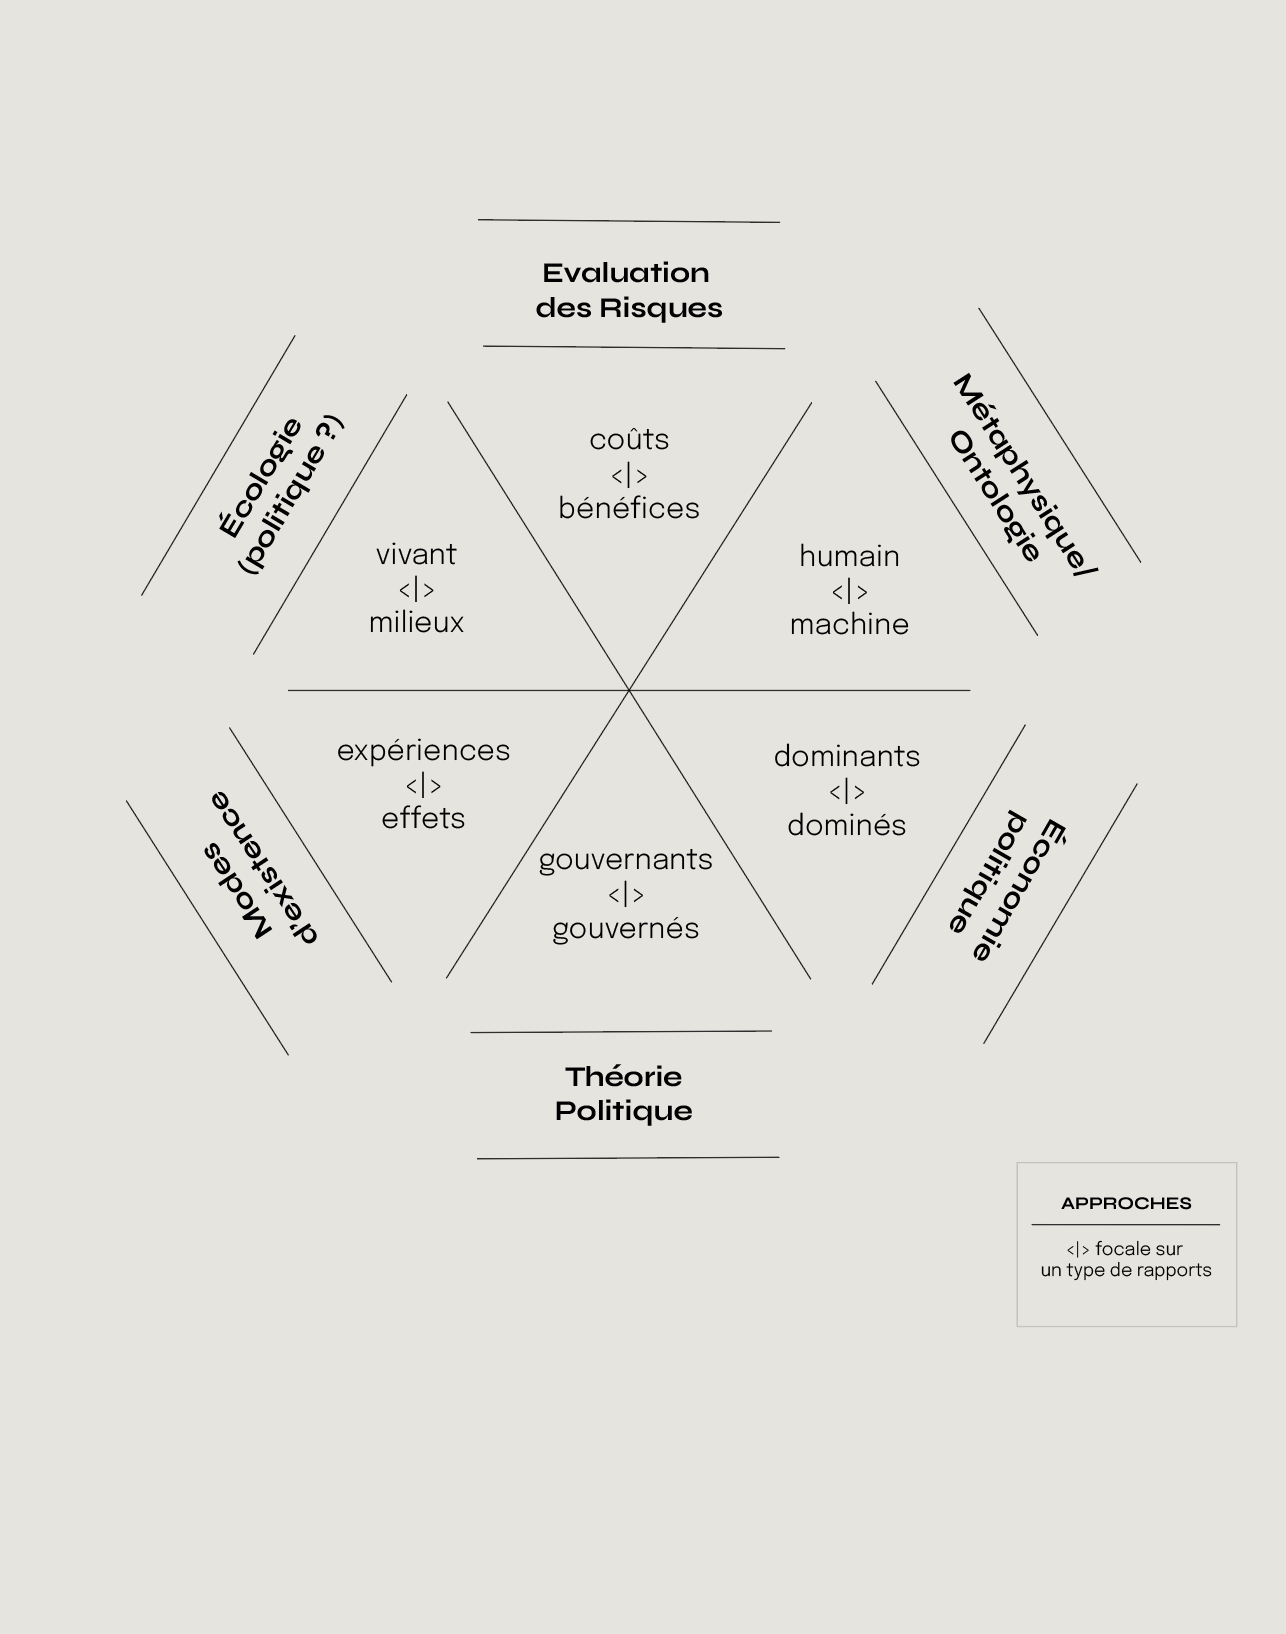 Evaluation
des Risques
Métaphysique/
Ontologie
Économie
politique
Théorie
Politique
Modes
d'existence
Écologie
(politique ?)
coûts
<|>
bénéfices
humain
<|>
machine
dominants
<|>
dominés
gouvernants
<|>
gouvernés
expériences
<|>
effets
vivant
<|>
milieux
APPROCHES
<|> focale sur
un type de rapports